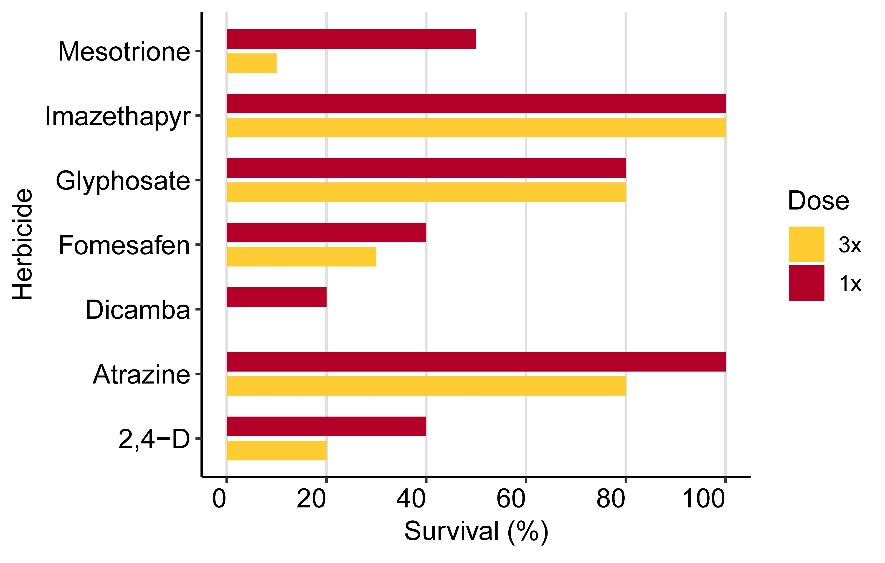 Mesotrione
Imazethapyr
Glyphosate
Fomesafen
Dicamba
Atrazine
2,4−D
Herbicide
0 20 40 60 80 100
Survival (%)
Dose
3x
1x